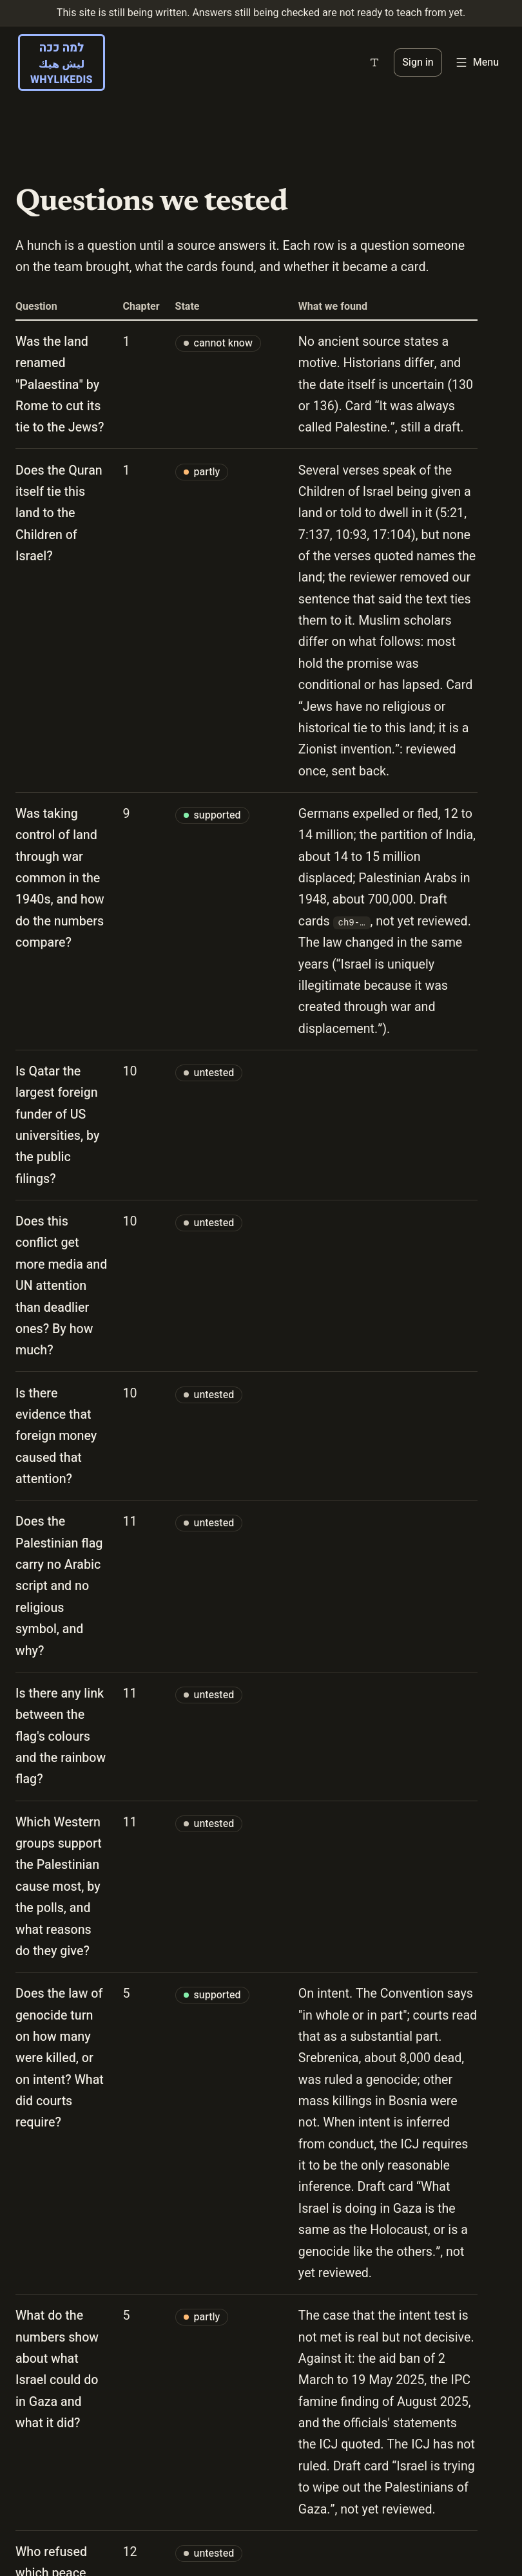 This site is still being written. Answers still being checked are not ready to teach from yet.
למה ככה
ليش هيك
WHYLIKEDIS
T
Sign in
Menu
Questions we tested
A hunch is a question until a source answers it. Each row is a question someone
on the team brought, what the cards found, and whether it became a card.
Question Chapter State What we found
Was the land
renamed
"Palaestina" by
Rome to cut its
tie to the Jews?
1
cannot know
No ancient source states a
motive. Historians differ, and
the date itself is uncertain (130
or 136). Card “It was always
called Palestine.”, still a draft.
Does the Quran
itself tie this
land to the
Children of
Israel?
1
partly
Several verses speak of the
Children of Israel being given a
land or told to dwell in it (5:21,
7:137, 10:93, 17:104), but none
of the verses quoted names the
land; the reviewer removed our
sentence that said the text ties
them to it. Muslim scholars
differ on what follows: most
hold the promise was
conditional or has lapsed. Card
“Jews have no religious or
historical tie to this land; it is a
Zionist invention.”: reviewed
once, sent back.
Was taking
control of land
through war
common in the
1940s, and how
do the numbers
compare?
9
supported
Germans expelled or fled, 12 to
14 million; the partition of India,
about 14 to 15 million
displaced; Palestinian Arabs in
1948, about 700,000. Draft
cards ch9-…, not yet reviewed.
The law changed in the same
years (“Israel is uniquely
illegitimate because it was
created through war and
displacement.”).
Is Qatar the
largest foreign
funder of US
universities, by
the public
filings?
10
untested
Does this
conflict get
more media and
UN attention
than deadlier
ones? By how
much?
10
untested
Is there
evidence that
foreign money
caused that
attention?
10
untested
Does the
Palestinian flag
carry no Arabic
script and no
religious
symbol, and
why?
11
untested
Is there any link
between the
flag's colours
and the rainbow
flag?
11
untested
Which Western
groups support
the Palestinian
cause most, by
the polls, and
what reasons
do they give?
11
untested
Does the law of
genocide turn
on how many
were killed, or
on intent? What
did courts
require?
5
supported
On intent. The Convention says
"in whole or in part"; courts read
that as a substantial part.
Srebrenica, about 8,000 dead,
was ruled a genocide; other
mass killings in Bosnia were
not. When intent is inferred
from conduct, the ICJ requires
it to be the only reasonable
inference. Draft card “What
Israel is doing in Gaza is the
same as the Holocaust, or is a
genocide like the others.”, not
yet reviewed.
What do the
numbers show
about what
Israel could do
in Gaza and
what it did?
5
partly
The case that the intent test is
not met is real but not decisive.
Against it: the aid ban of 2
March to 19 May 2025, the IPC
famine finding of August 2025,
and the officials' statements
the ICJ quoted. The ICJ has not
ruled. Draft card “Israel is trying
to wipe out the Palestinians of
Gaza.”, not yet reviewed.
Who refused
which peace
12
untested